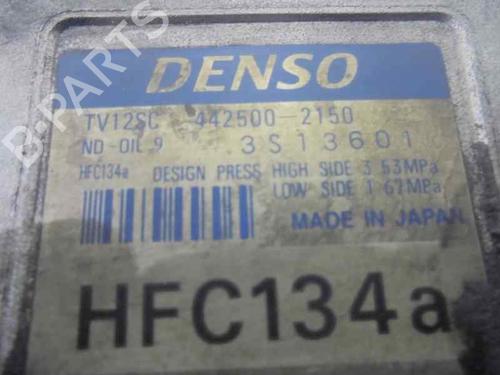 DENSO
TV12SC 442500-2150
ND-OIL 9 3S13601
HFC134a DESIGN PRESS HIGH SIDE 3.53MPa
LOW SIDE 1.67MPa
MADE IN JAPAN
HFC134a